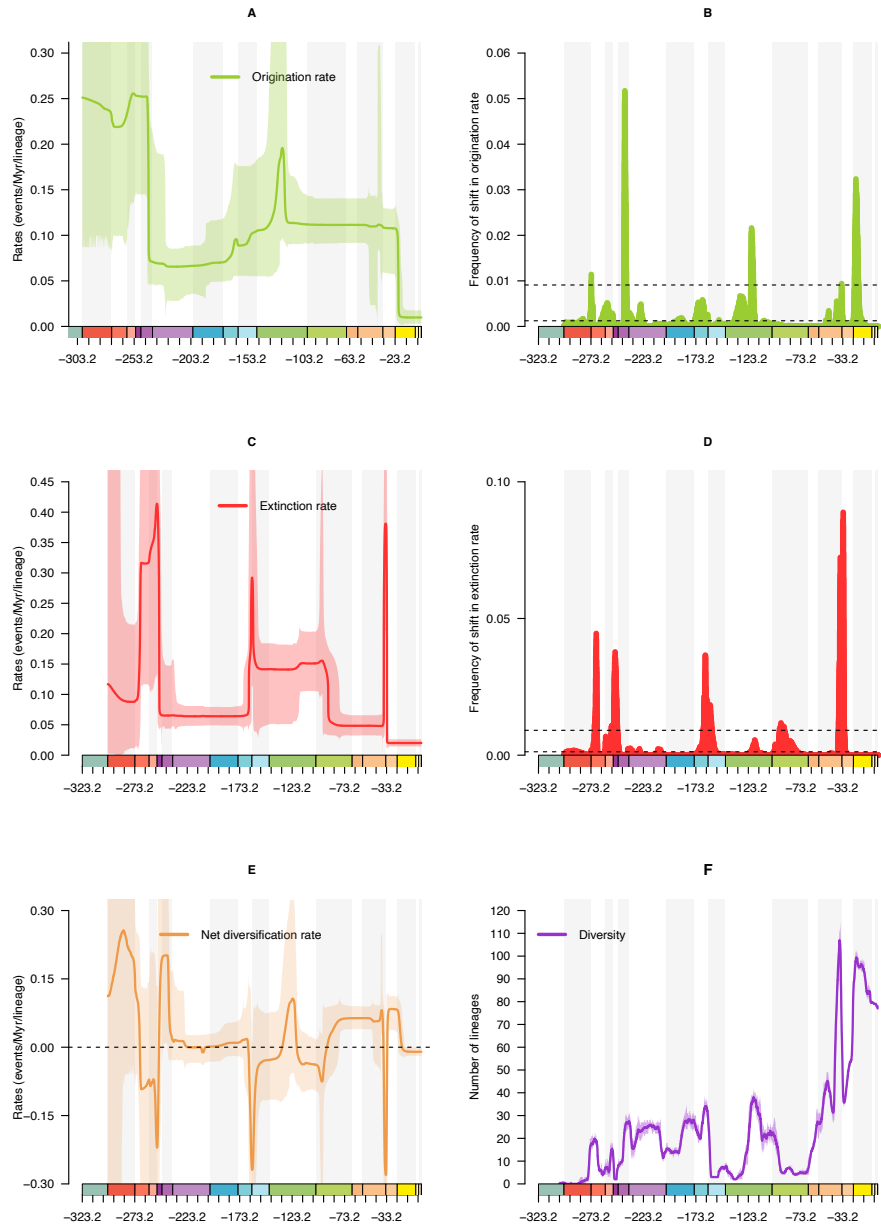 A
Rates (events/Myr/lineage)
0.30
0.25
0.20
0.15
0.10
0.05
0.00
Origination rate
−303.2 −253.2 −203.2 −153.2 −103.2 −63.2 −23.2
B
Frequency of shift in origination rate
0.06
0.05
0.04
0.03
0.02
0.01
0.00
−323.2 −273.2 −223.2 −173.2 −123.2 −73.2 −33.2
C
Rates (events/Myr/lineage)
0.45
0.40
0.35
0.30
0.25
0.20
0.15
0.10
0.05
0.00
Extinction rate
−323.2 −273.2 −223.2 −173.2 −123.2 −73.2 −33.2
D
Frequency of shift in extinction rate
0.10
0.05
0.00
−323.2 −273.2 −223.2 −173.2 −123.2 −73.2 −33.2
E
Rates (events/Myr/lineage)
0.30
0.15
0.00
−0.15
−0.30
Net diversification rate
−323.2 −273.2 −223.2 −173.2 −123.2 −73.2 −33.2
F
Number of lineages
120
110
100
90
80
70
60
50
40
30
20
10
0
Diversity
−323.2 −273.2 −223.2 −173.2 −123.2 −73.2 −33.2